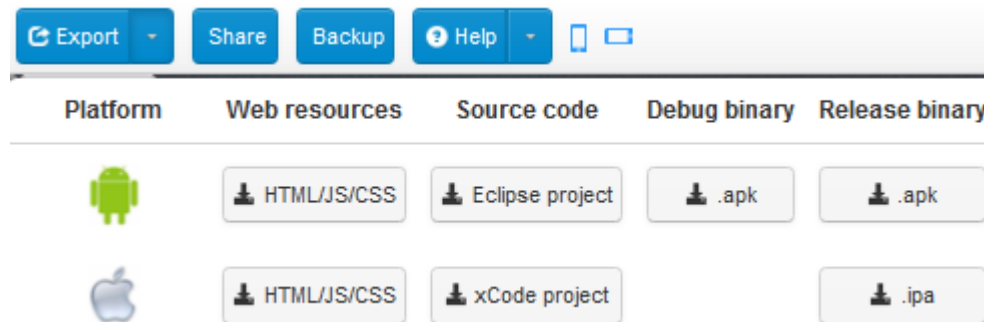 Export Share Backup Help
Platform Web resources Source code Debug binary Release binary
HTML/JS/CSS Eclipse project .apk .apk
HTML/JS/CSS xCode project .ipa